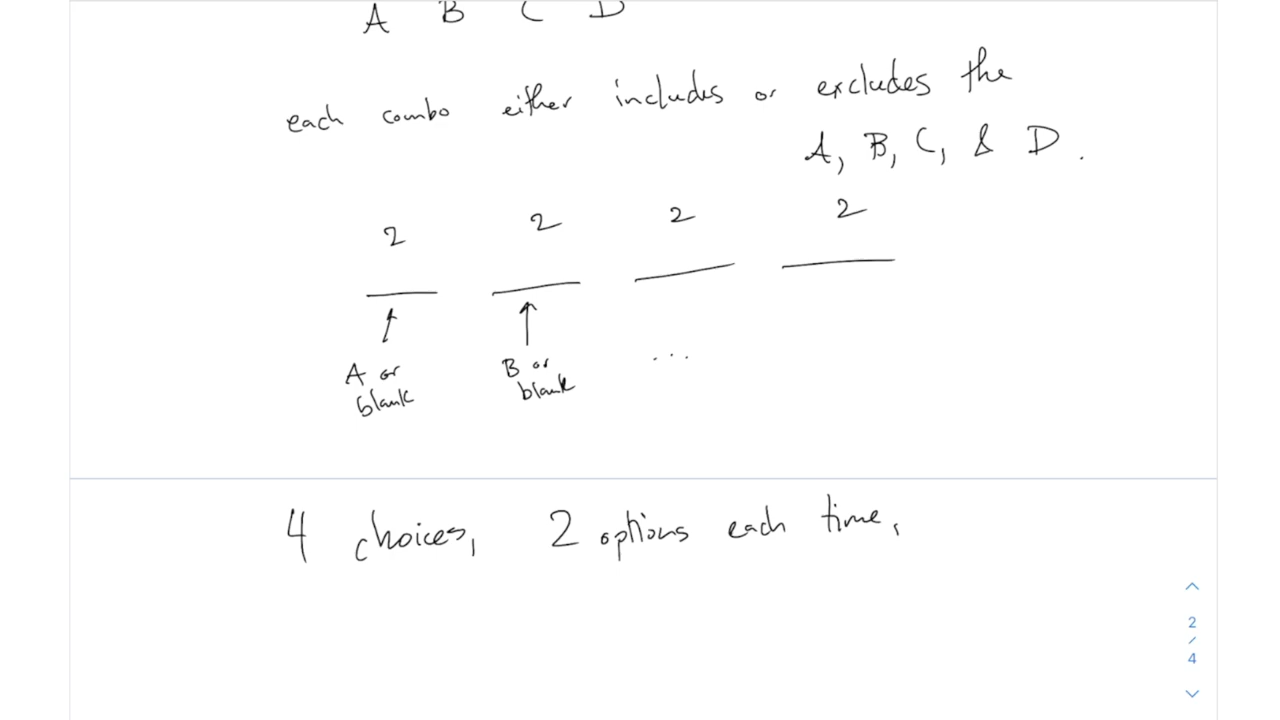 A B C D
each combo either includes or excludes the
A, B, C, & D.
2 2 2 2
A or
blank
B or
blank
...
4 choices, 2 options each time,
2
/
4